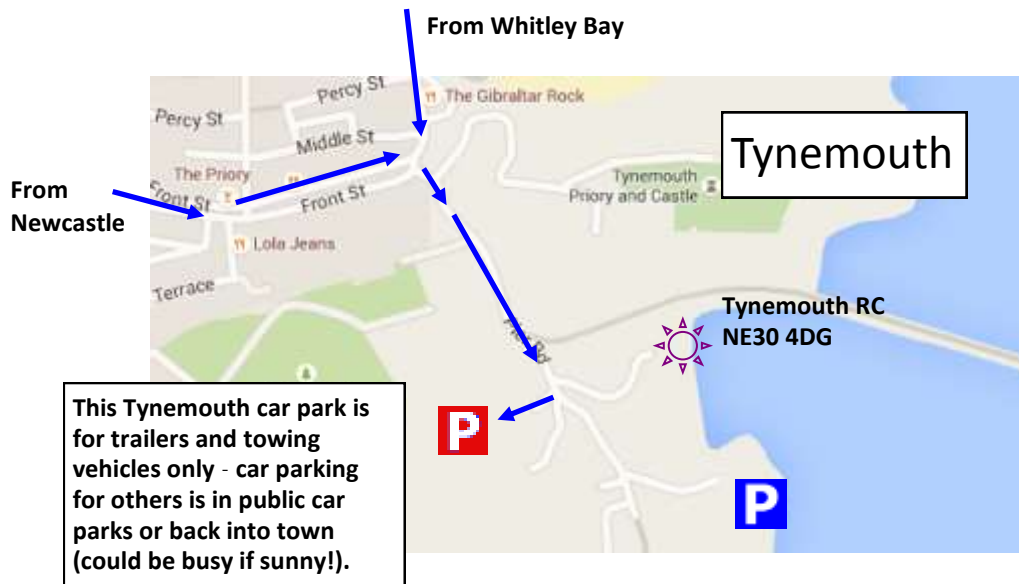 From Whitley Bay
Percy St
The Gibraltar Rock
Percy St
Middle St
Tynemouth
The Priory
Tynemouth
Priory and Castle
From
Newcastle
Front St
Front St
Lola Jeans
Terrace
Tynemouth RC
NE30 4DG
Pier Rd
This Tynemouth car park is
for trailers and towing
vehicles only - car parking
for others is in public car
parks or back into town
(could be busy if sunny!).
P
P